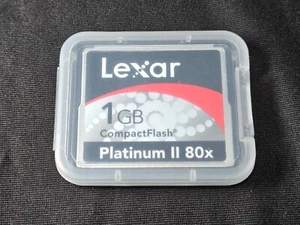 Lexar
1GB
CompactFlash®
Platinum II 80x